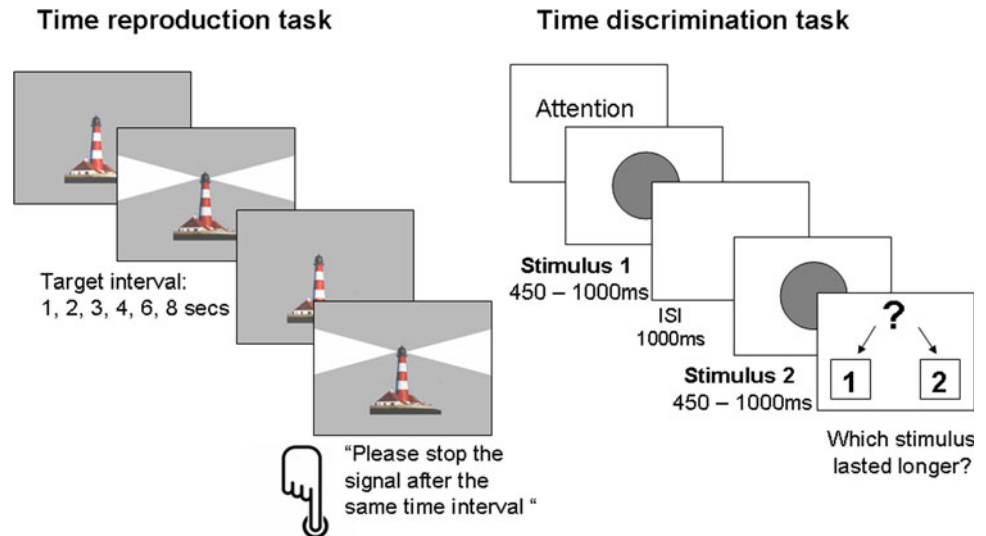 Time reproduction task
Target interval:
1, 2, 3, 4, 6, 8 secs
“Please stop the
signal after the
same time interval “
Time discrimination task
Attention
Stimulus 1
450 – 1000ms
ISI
1000ms
Stimulus 2
450 – 1000ms
?
1 2
Which stimulus
lasted longer?